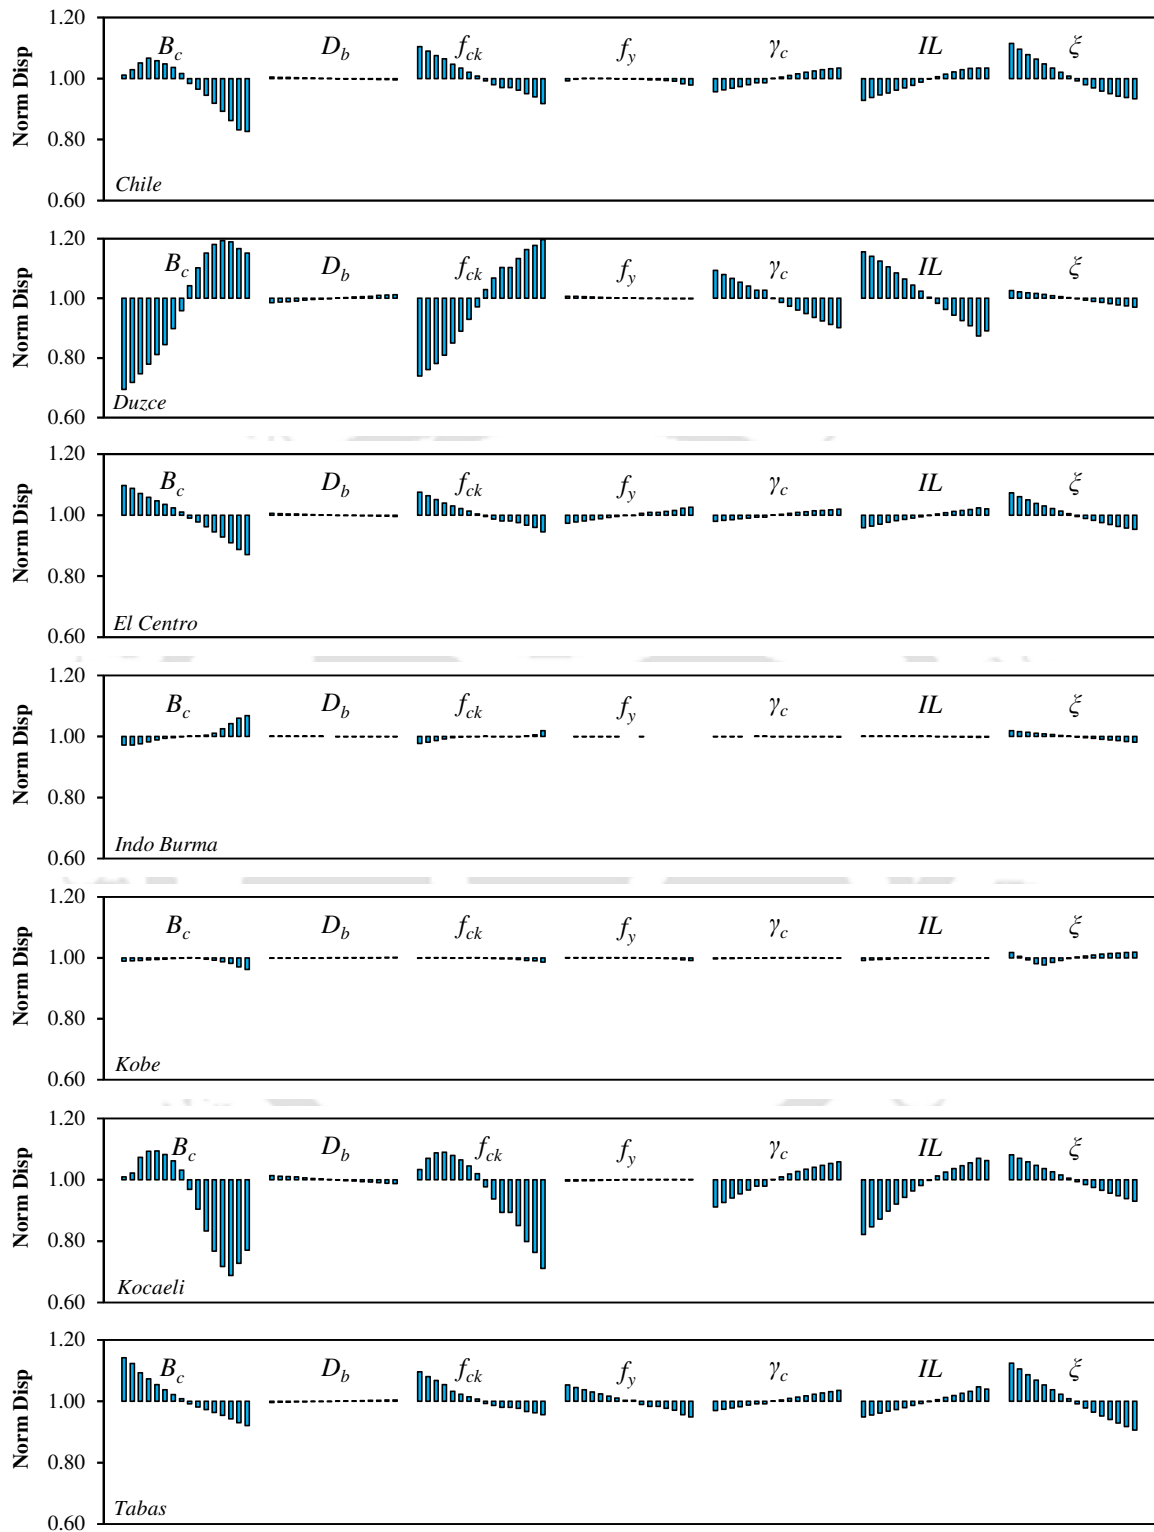 1.20
B_c D_b f_ck f_y γ_c IL ξ
1.00
Norm Disp
0.80
Chile
0.60
1.20
B_c D_b f_ck f_y γ_c IL ξ
1.00
Norm Disp
0.80
Duzce
0.60
1.20
B_c D_b f_ck f_y γ_c IL ξ
1.00
Norm Disp
0.80
El Centro
0.60
1.20
B_c D_b f_ck f_y γ_c IL ξ
1.00
Norm Disp
0.80
Indo Burma
0.60
1.20
B_c D_b f_ck f_y γ_c IL ξ
1.00
Norm Disp
0.80
Kobe
0.60
1.20
B_c D_b f_ck f_y γ_c IL ξ
1.00
Norm Disp
0.80
Kocaeli
0.60
1.20
B_c D_b f_ck f_y γ_c IL ξ
1.00
Norm Disp
0.80
Tabas
0.60